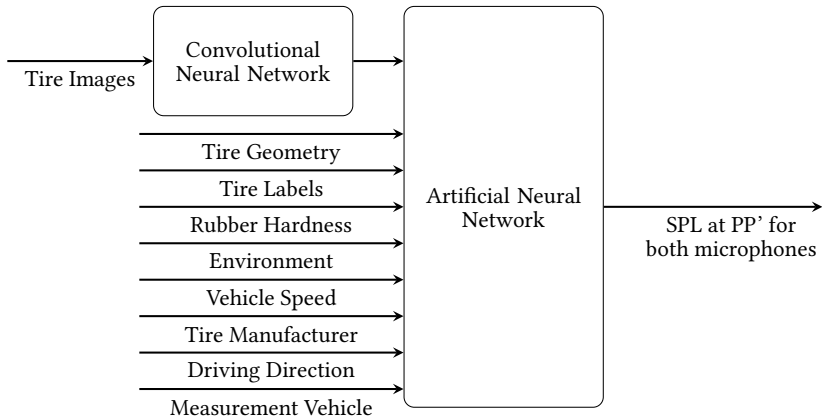 Convolutional
Neural Network
Tire Images
Tire Geometry
Tire Labels
Rubber Hardness
Environment
Vehicle Speed
Tire Manufacturer
Driving Direction
Measurement Vehicle
Artificial Neural
Network
SPL at PP’ for
both microphones